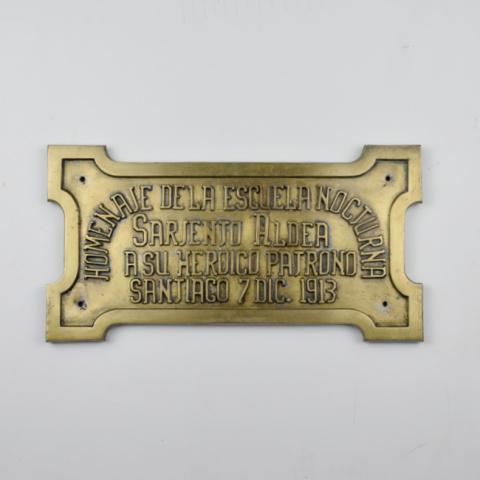 HOMENAJE DE LA ESCUELA NOCTURNA
SARJENTO ALDEA
A SU HEROICO PATRONO
SANTIAGO 7 DIC. 1913